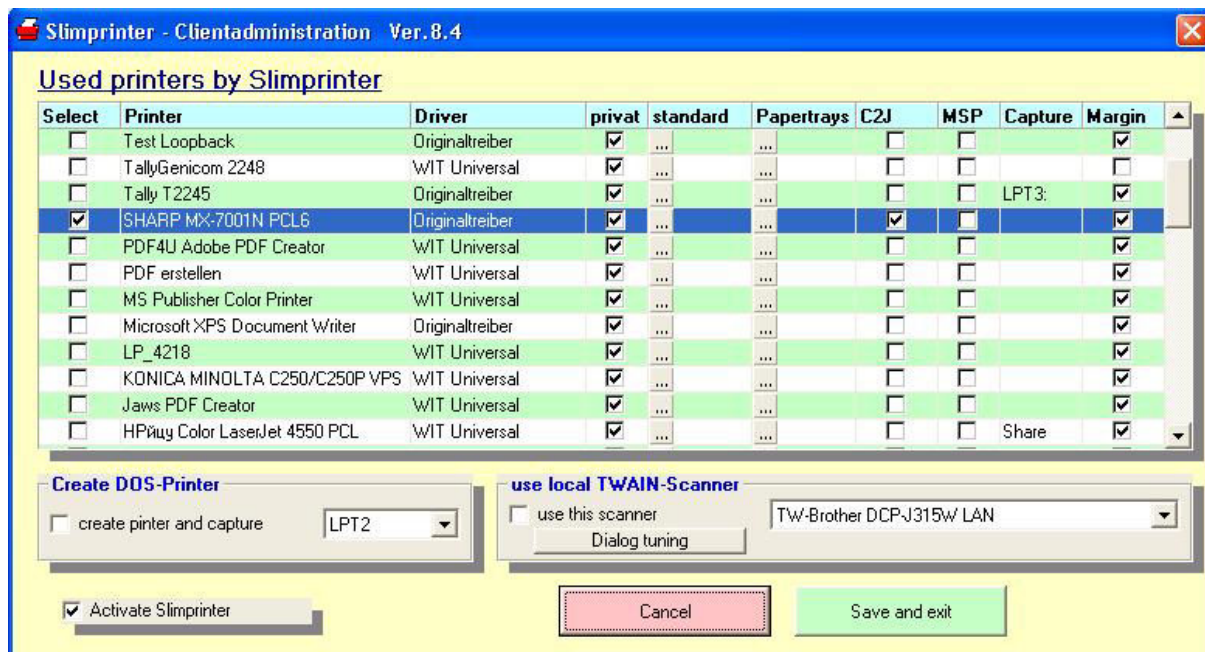 Slimprinter - Clientadministration Ver.8.4
Used printers by Slimprinter
Select Printer Driver privat standard Papertrays C2J MSP Capture Margin
Test Loopback Originaltreiber ... ...
TallyGenicom 2248 WIT Universal ... ...
Tally T2245 Originaltreiber ... ... LPT3:
SHARP MX-7001N PCL6 Originaltreiber ... ...
PDF4U Adobe PDF Creator WIT Universal ... ...
PDF erstellen WIT Universal ... ...
MS Publisher Color Printer WIT Universal ... ...
Microsoft XPS Document Writer Originaltreiber ... ...
LP_4218 WIT Universal ... ...
KONICA MINOLTA C250/C250P VPS WIT Universal ... ...
Jaws PDF Creator WIT Universal ... ...
HPйцу Color LaserJet 4550 PCL WIT Universal ... ... Share
Create DOS-Printer
create pinter and capture LPT2
use local TWAIN-Scanner
use this scanner TW-Brother DCP-J315W LAN
Dialog tuning
Activate Slimprinter
Cancel
Save and exit